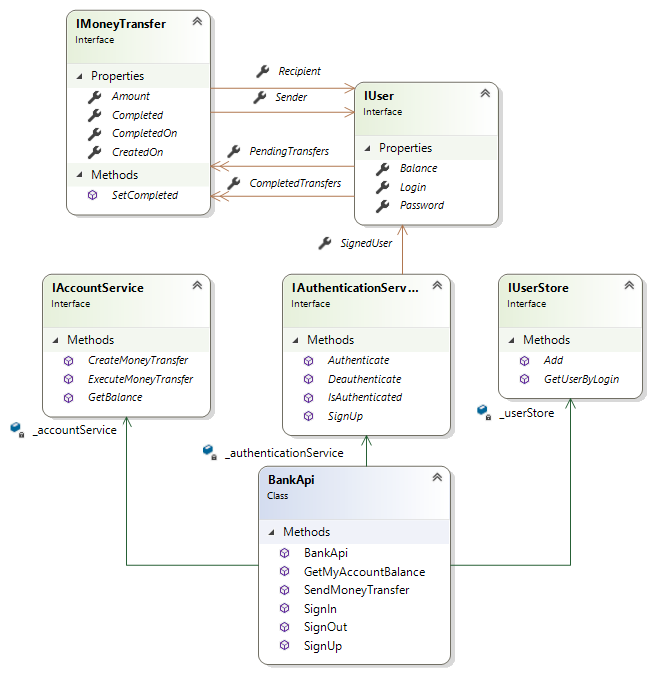 IMoneyTransfer
Interface
Properties
Amount
Completed
CompletedOn
CreatedOn
Methods
SetCompleted
Recipient
Sender
PendingTransfers
CompletedTransfers
IUser
Interface
Properties
Balance
Login
Password
SignedUser
IAccountService
Interface
Methods
CreateMoneyTransfer
ExecuteMoneyTransfer
GetBalance
IAuthenticationServ...
Interface
Methods
Authenticate
Deauthenticate
IsAuthenticated
SignUp
IUserStore
Interface
Methods
Add
GetUserByLogin
_accountService
_authenticationService
_userStore
BankApi
Class
Methods
BankApi
GetMyAccountBalance
SendMoneyTransfer
SignIn
SignOut
SignUp